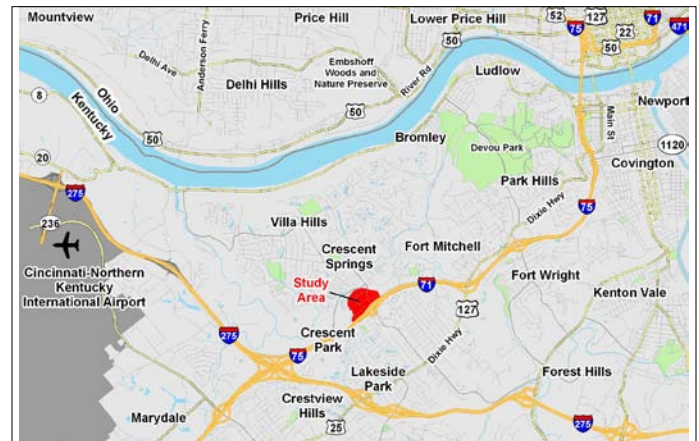 Mountview
Price Hill
Lower Price Hill
52
127
71
75
22
50
471
50
Anderson Ferry
Delhi Ave
Embshoff
Woods and
Nature Preserve
River Rd
Delhi Hills
Ludlow
8
Ohio
Kentucky
50
50
Newport
Main St
Bromley
Devou Park
1120
Covington
20
275
Park Hills
Dixie Hwy
75
236
Villa Hills
Crescent
Springs
Fort Mitchell
Cincinnati-Northern
Kentucky
International Airport
Study
Area
71
Fort Wright
127
Kenton Vale
275
Crescent
Park
75
Dixie Hwy
Lakeside
Park
Forest Hills
Crestview
Hills
Marydale
25
275